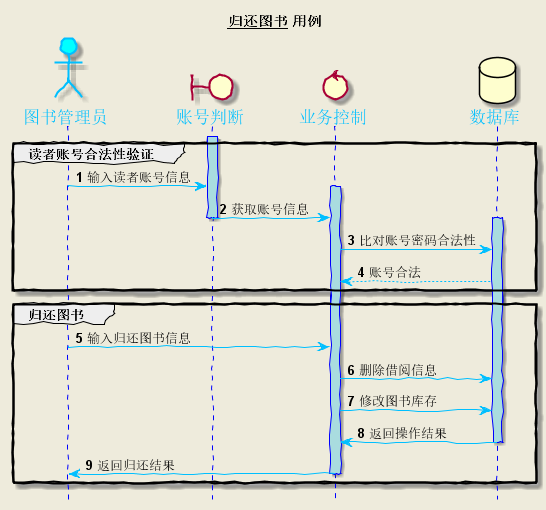 归还图书 用例
图书管理员 账号判断 业务控制 数据库
读者账号合法性验证
1 输入读者账号信息
2 获取账号信息
3 比对账号密码合法性
4 账号合法
归还图书
5 输入归还图书信息
6 删除借阅信息
7 修改图书库存
8 返回操作结果
9 返回归还结果